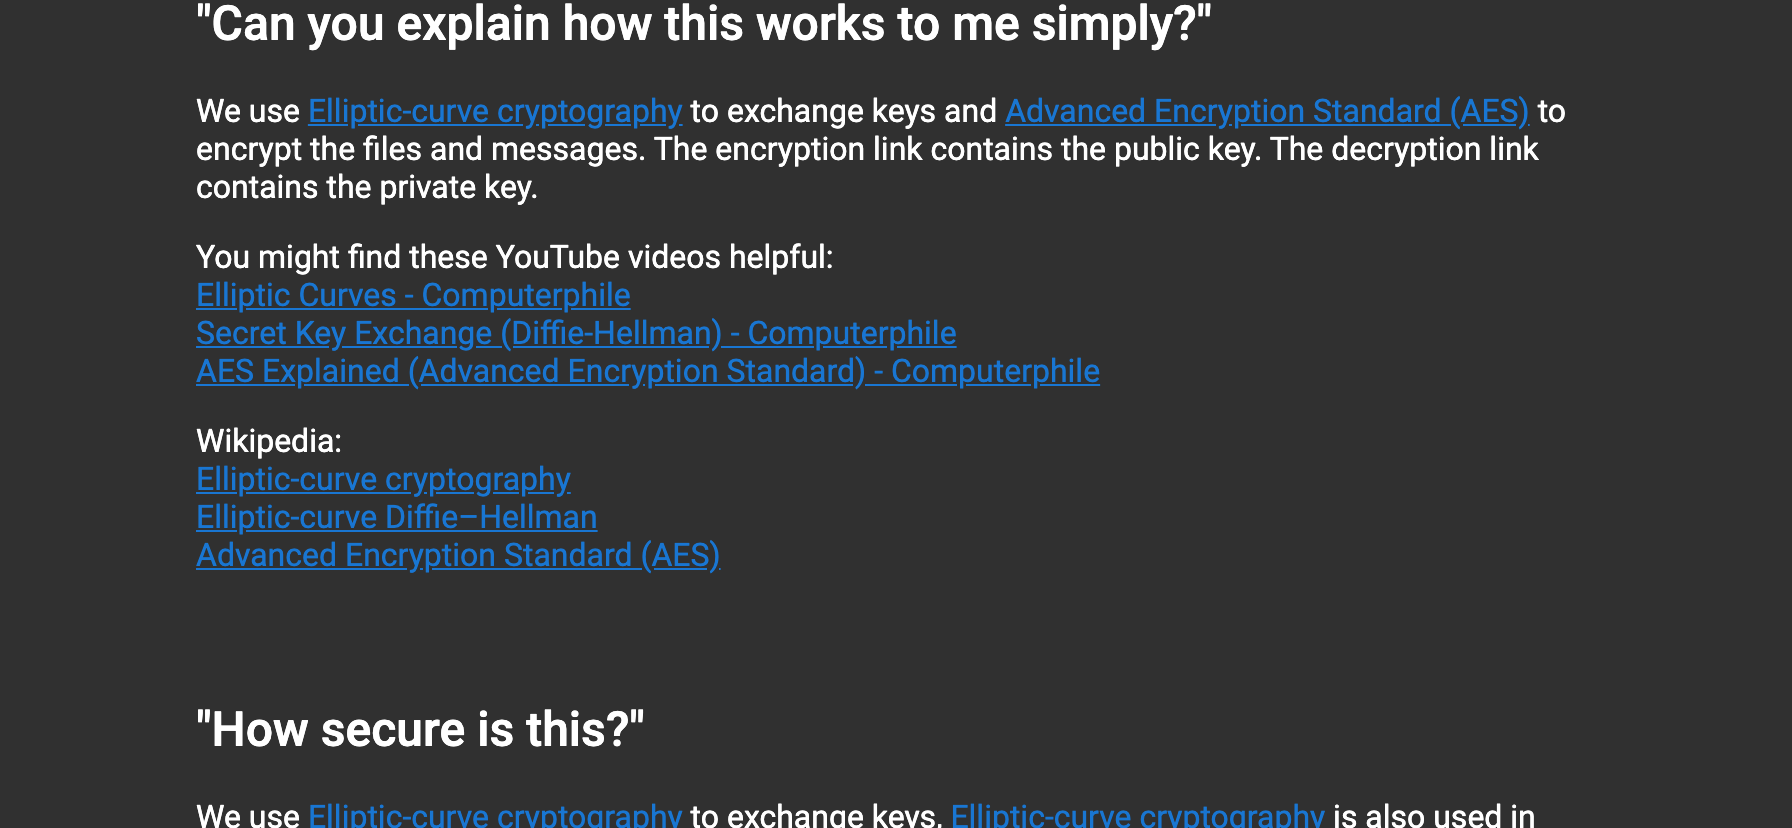 "Can you explain how this works to me simply?"
We use Elliptic-curve cryptography to exchange keys and Advanced Encryption Standard (AES) to
encrypt the files and messages. The encryption link contains the public key. The decryption link
contains the private key.
You might find these YouTube videos helpful:
Elliptic Curves - Computerphile
Secret Key Exchange (Diffie-Hellman) - Computerphile
AES Explained (Advanced Encryption Standard) - Computerphile
Wikipedia:
Elliptic-curve cryptography
Elliptic-curve Diffie–Hellman
Advanced Encryption Standard (AES)
"How secure is this?"
We use Elliptic-curve cryptography to exchange keys. Elliptic-curve cryptography is also used in